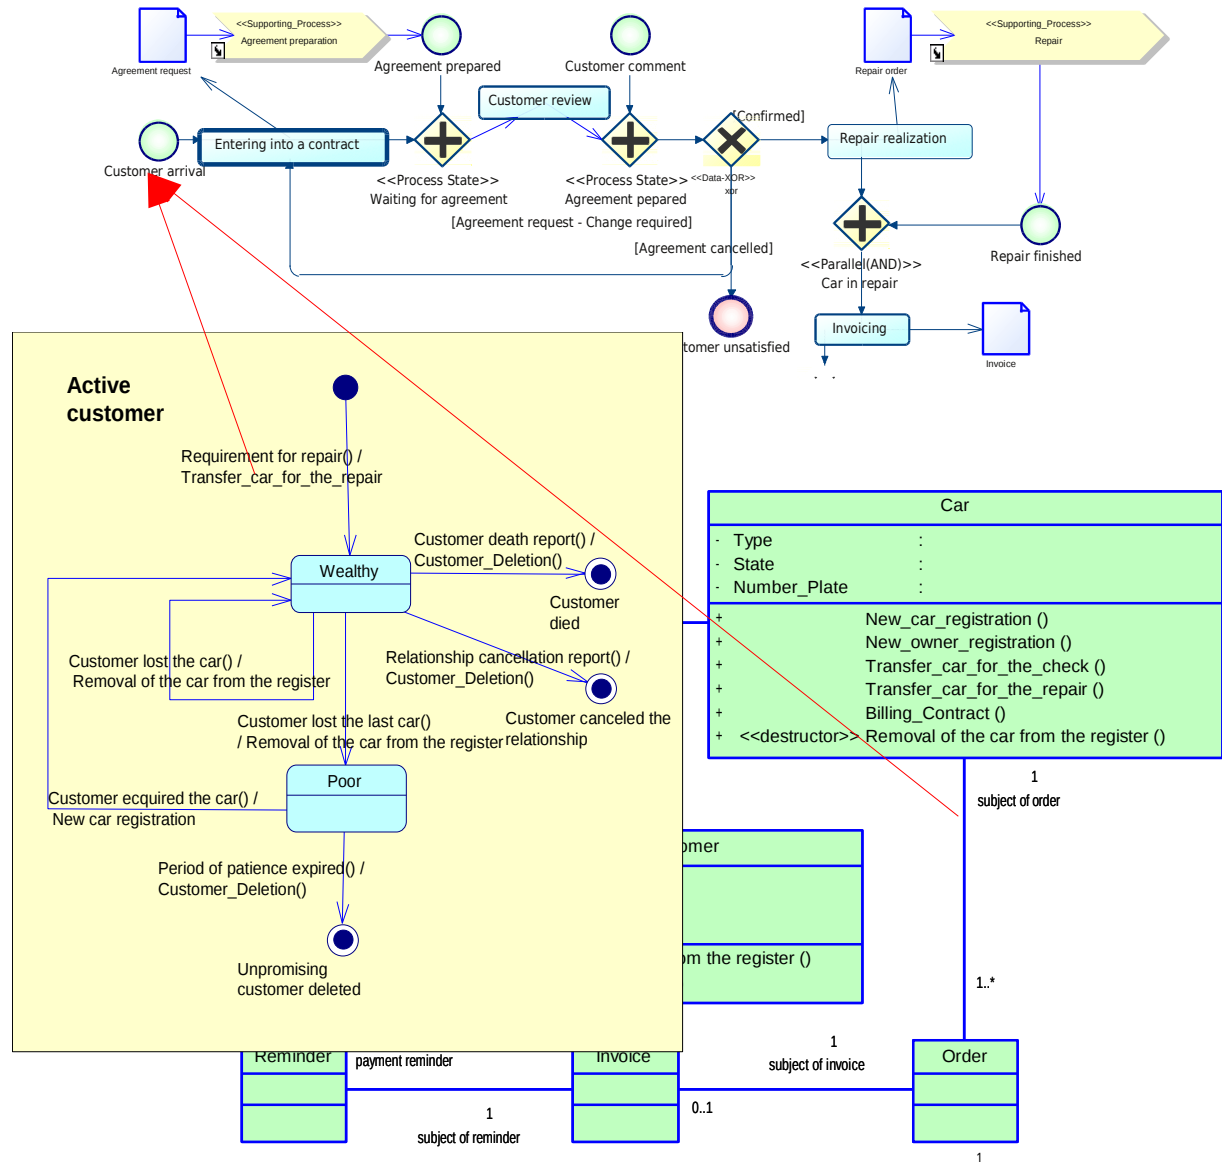 <<Supporting_Process>>
Agreement preparation
<<Supporting_Process>>
Repair
Agreement request
Agreement prepared
Customer comment
Repair order
Customer review
[Confirmed]
Entering into a contract
Repair realization
Customer arrival
<<Process State>>
Waiting for agreement
<<Process State>>
Agreement pepared
<<Data-XOR>>
xor
[Agreement request - Change required]
[Agreement cancelled]
<<Parallel(AND)>>
Car in repair
Repair finished
Invoicing
Invoice
tomer unsatisfied
Active
customer
Requirement for repair() /
Transfer_car_for_the_repair
Customer death report() /
Customer_Deletion()
Wealthy
Customer
died
Customer lost the car() /
Removal of the car from the register
Relationship cancellation report() /
Customer_Deletion()
Customer canceled the
relationship
Customer lost the last car()
/ Removal of the car from the register
Poor
Customer ecquired the car() /
New car registration
Period of patience expired() /
Customer_Deletion()
Unpromising
customer deleted
Car
- Type :
- State :
- Number_Plate :
+ New_car_registration ()
+ New_owner_registration ()
+ Transfer_car_for_the_check ()
+ Transfer_car_for_the_repair ()
+ Billing_Contract ()
+ <<destructor>> Removal of the car from the register ()
1
subject of order
omer
om the register ()
1..*
Reminder
payment reminder
Invoice
1
subject of invoice
Order
0..1
1
subject of reminder
1